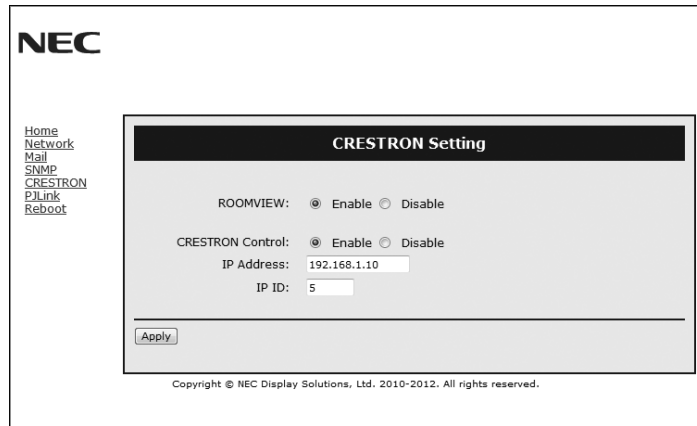 NEC
Home
Network
Mail
SNMP
CRESTRON
PJLink
Reboot
CRESTRON Setting
ROOMVIEW: Enable Disable
CRESTRON Control: Enable Disable
IP Address: 192.168.1.10
IP ID: 5
Apply
Copyright © NEC Display Solutions, Ltd. 2010-2012. All rights reserved.